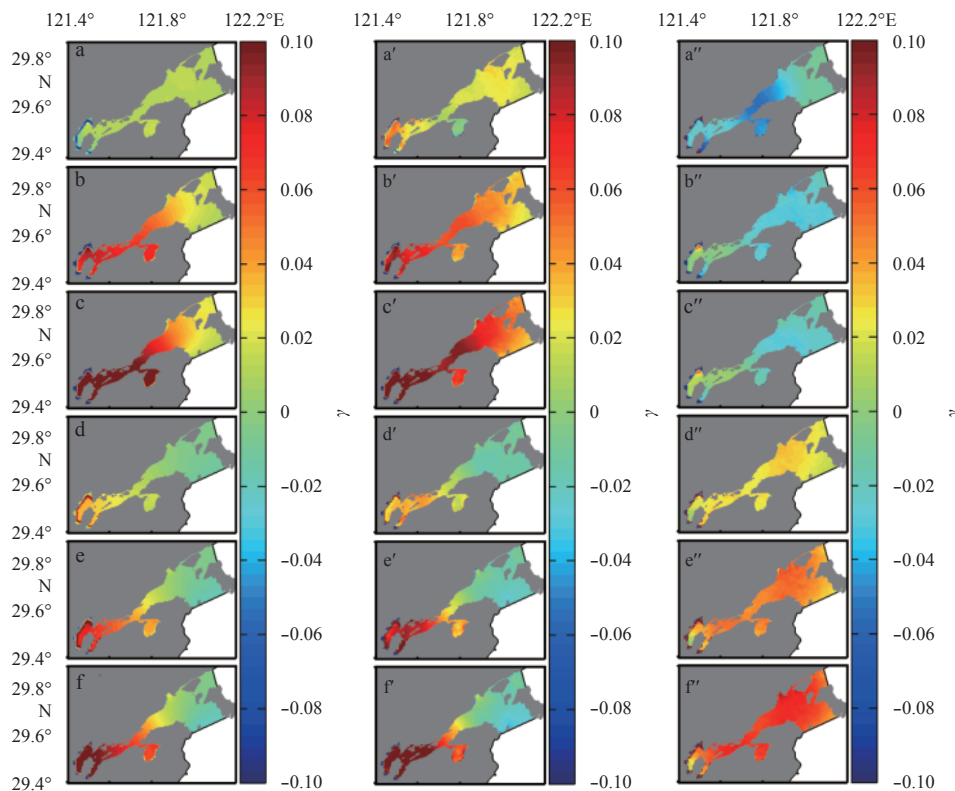 121.4° 121.8° 122.2°E 121.4° 121.8° 122.2°E 121.4° 121.8° 122.2°E
29.8° a 0.10 a′ 0.10 a″ 0.10
N
29.6° 0.08 0.08 0.08
29.4°
29.8° b 0.06 b′ 0.06 b″ 0.06
N
29.6° 0.04 0.04 0.04
29.4°
29.8° c 0.02 c′ 0.02 c″ 0.02
N
29.6°
29.4° 0 γ 0 γ 0 γ
29.8° d d′ d″
N −0.02 −0.02 −0.02
29.6°
29.4° −0.04 −0.04 −0.04
29.8° e e′ e″
N −0.06 −0.06 −0.06
29.6°
29.4°
29.8° f −0.08 f′ −0.08 f″ −0.08
N
29.6°
29.4° −0.10 −0.10 −0.10